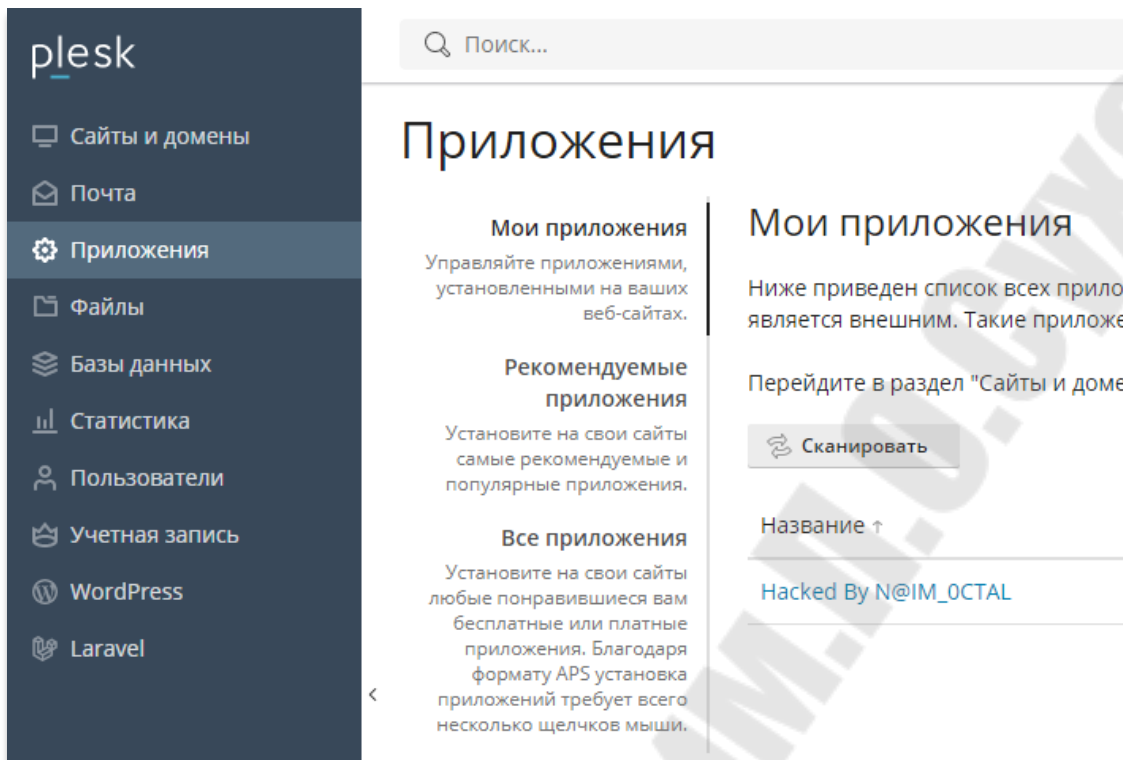 plesk
Поиск...
Сайты и домены
Почта
Приложения
Файлы
Базы данных
Статистика
Пользователи
Учетная запись
WordPress
Laravel
Приложения
Мои приложения
Управляйте приложениями,
установленными на ваших
веб-сайтах.
Рекомендуемые
приложения
Установите на свои сайты
самые рекомендуемые и
популярные приложения.
Все приложения
Установите на свои сайты
любые понравившиеся вам
бесплатные или платные
приложения. Благодаря
формату APS установка
приложений требует всего
несколько щелчков мыши.
Мои приложения
Ниже приведен список всех прило
является внешним. Такие приложе
Перейдите в раздел "Сайты и доме
Сканировать
Название ↑
Hacked By N@IM_0CTAL